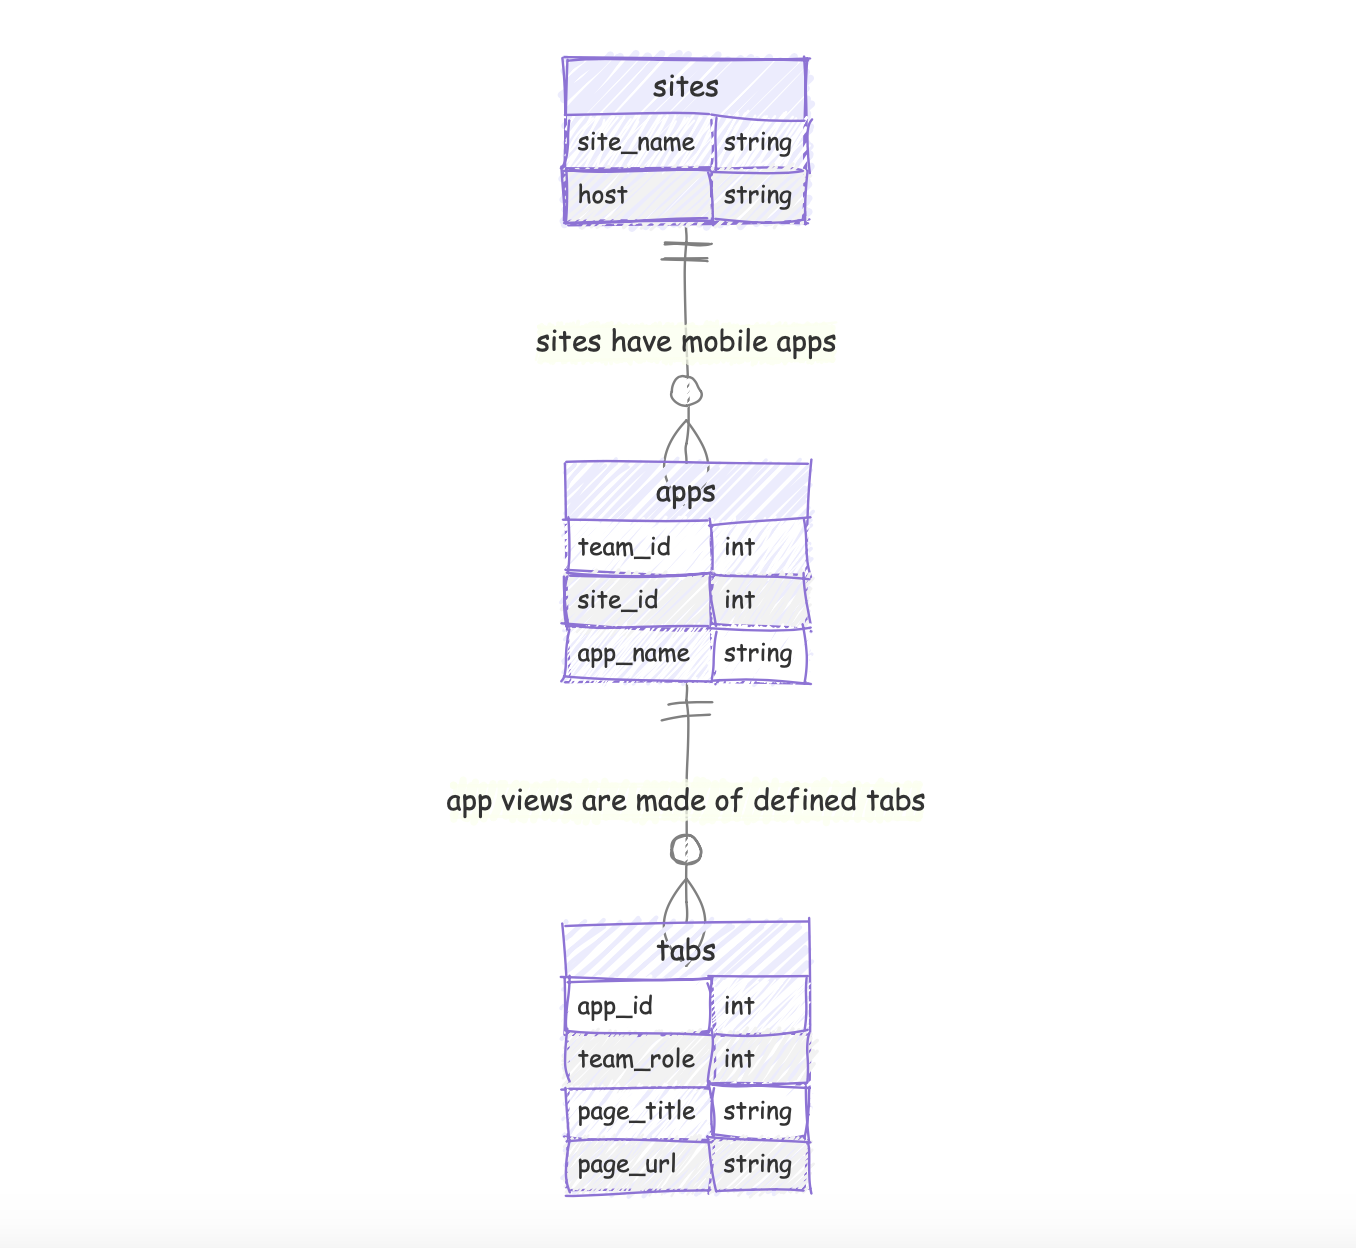 sites
site_name string
host string
sites have mobile apps
apps
team_id int
site_id int
app_name string
app views are made of defined tabs
tabs
app_id int
team_role int
page_title string
page_url string